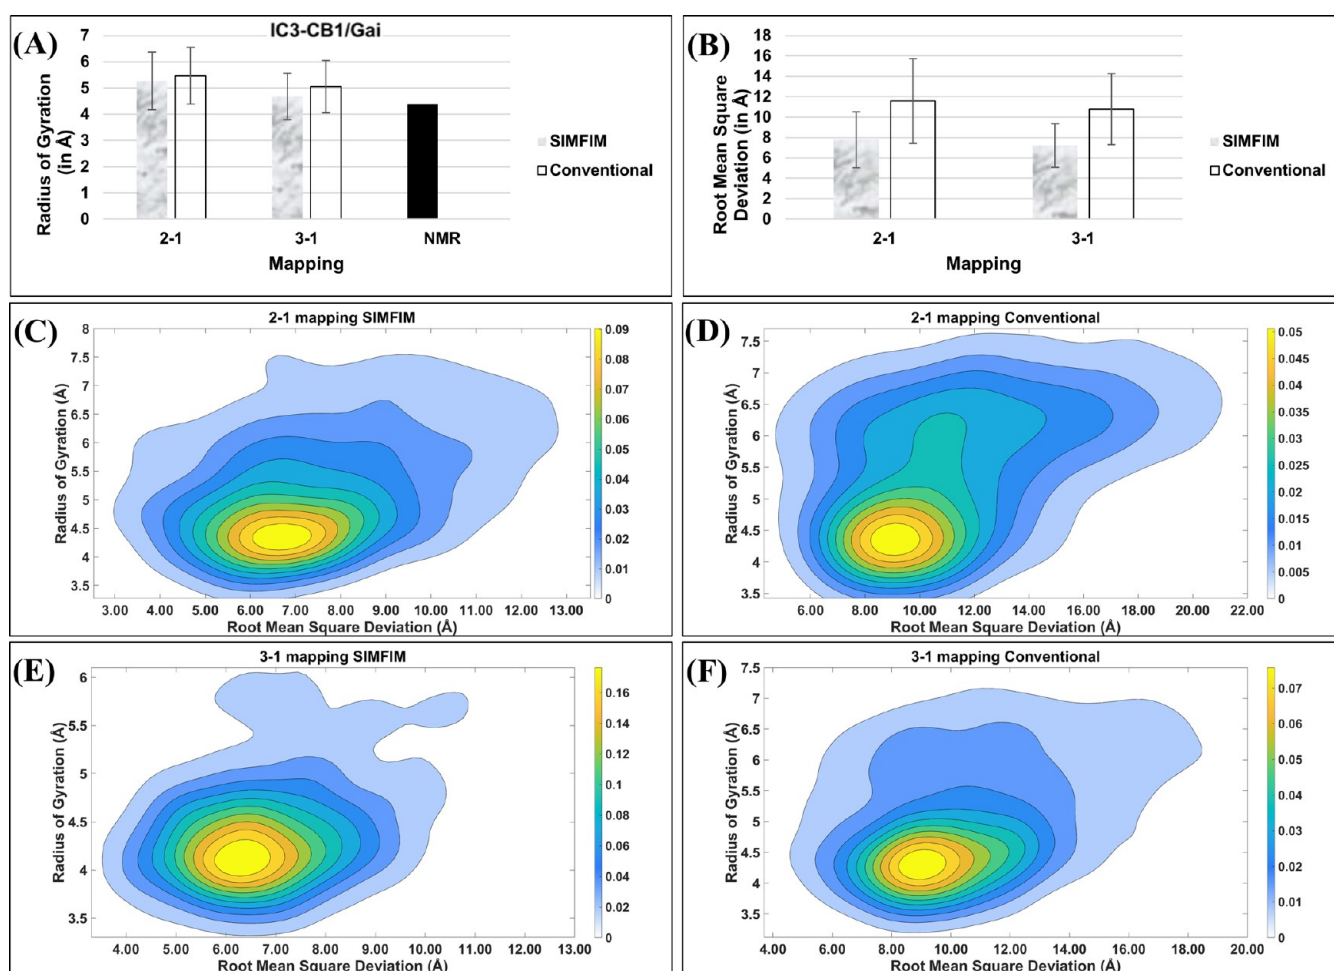 (A)
IC3-CB1/Gai
Radius of Gyration
(in Å)
7
6
5
4
3
2
1
0
2-1
3-1
NMR
Mapping
SIMFIM
Conventional
(B)
Root Mean Square
Deviation (in Å)
18
16
14
12
10
8
6
4
2
0
2-1
3-1
Mapping
SIMFIM
Conventional
(C)
2-1 mapping SIMFIM
Radius of Gyration (Å)
8
7.5
7
6.5
6
5.5
5
4.5
4
3.5
3.00 4.00 5.00 6.00 7.00 8.00 9.00 10.00 11.00 12.00 13.00
Root Mean Square Deviation (Å)
0.09
0.08
0.07
0.06
0.05
0.04
0.03
0.02
0.01
0
(D)
2-1 mapping Conventional
Radius of Gyration (Å)
7.5
7
6.5
6
5.5
5
4.5
4
3.5
6.00 8.00 10.00 12.00 14.00 16.00 18.00 20.00 22.00
Root Mean Square Deviation (Å)
0.05
0.045
0.04
0.035
0.03
0.025
0.02
0.015
0.01
0.005
0
(E)
3-1 mapping SIMFIM
Radius of Gyration (Å)
6
5.5
5
4.5
4
3.5
4.00 5.00 6.00 7.00 8.00 9.00 10.00 11.00 12.00 13.00
Root Mean Square Deviation (Å)
0.16
0.14
0.12
0.1
0.08
0.06
0.04
0.02
0
(F)
3-1 mapping Conventional
Radius of Gyration (Å)
7.5
7
6.5
6
5.5
5
4.5
4
3.5
3.1
4.00 6.00 8.00 10.00 12.00 14.00 16.00 18.00 20.00
Root Mean Square Deviation (Å)
0.07
0.06
0.05
0.04
0.03
0.02
0.01
0